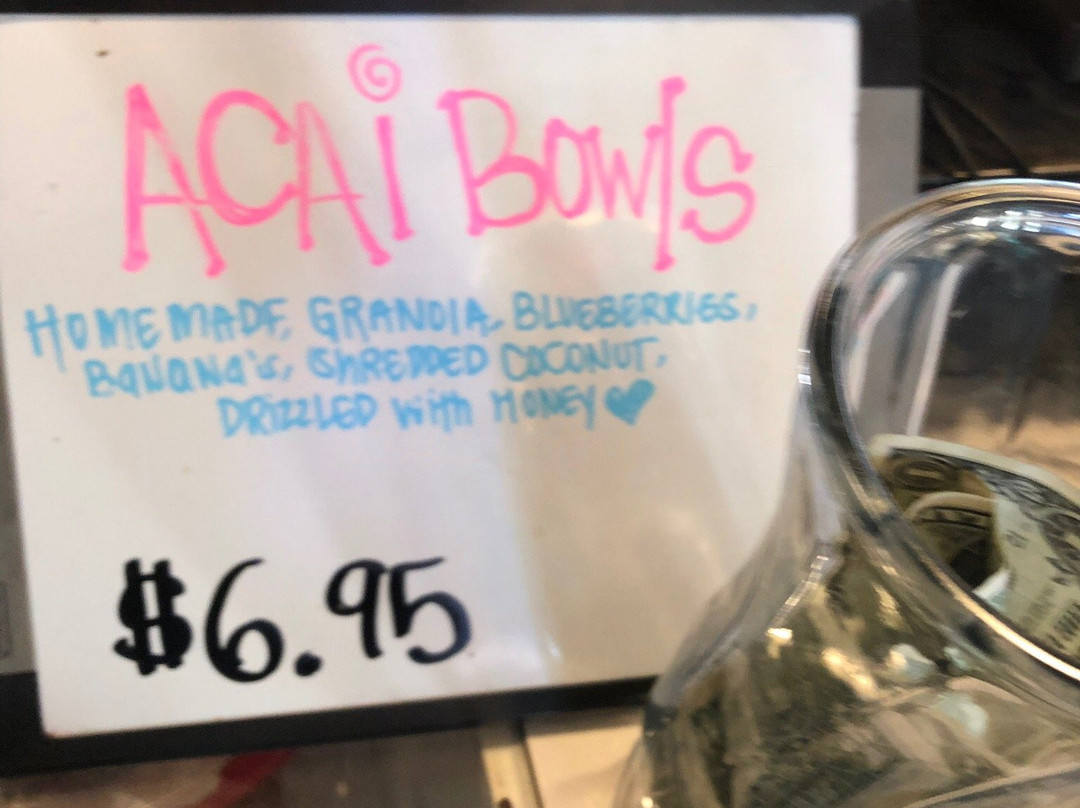 ACAi BOWlS
HOMEMADE, GRANOlA, BLUEBERRIES,
BaNaNa's, SHREDDED COCONUT,
DRIZZLED with HONEY
$6.95